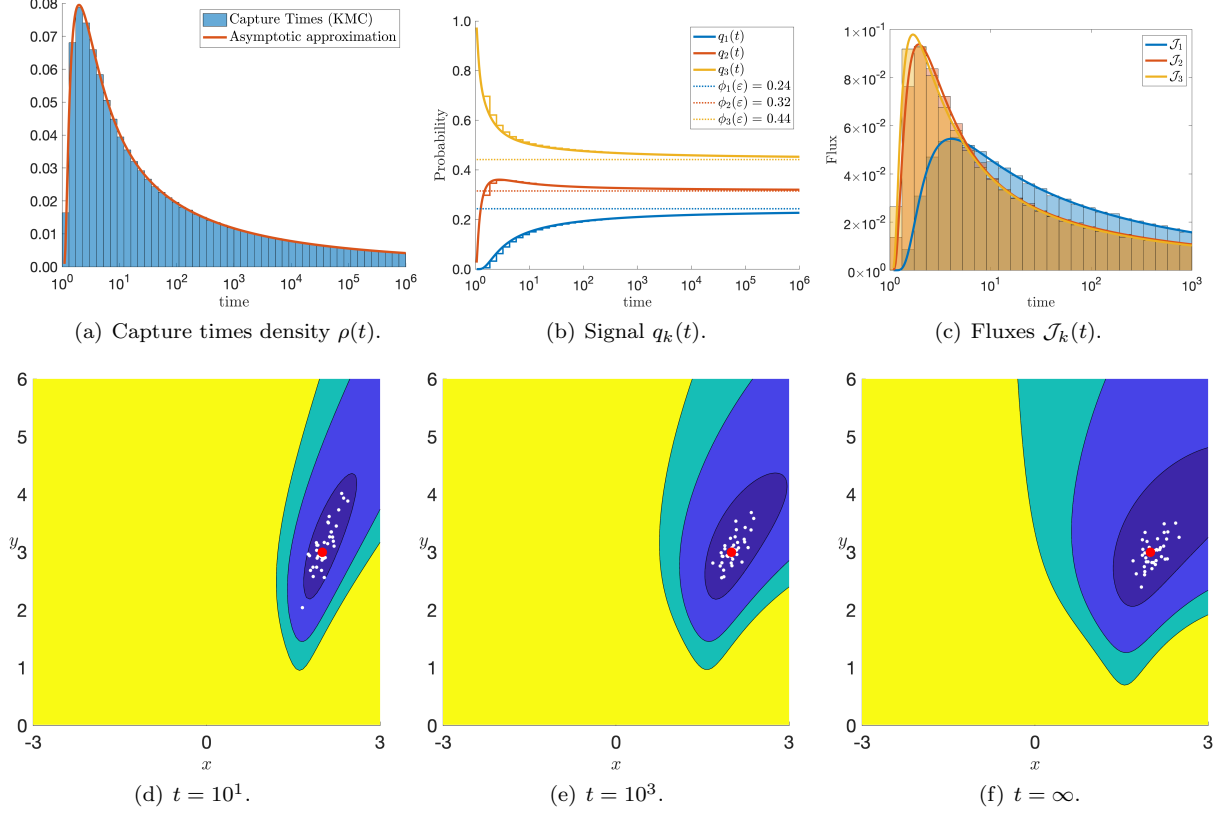 0.08
0.07
0.06
0.05
0.04
0.03
0.02
0.01
0.00
10^0 10^1 10^2 10^3 10^4 10^5 10^6
time
Capture Times (KMC)
Asymptotic approximation
(a) Capture times density ρ(t).
Probability
1.0
0.8
0.6
0.4
0.2
0.0
10^0 10^1 10^2 10^3 10^4 10^5 10^6
time
q_1(t)
q_2(t)
q_3(t)
ϕ_1(ε) = 0.24
ϕ_2(ε) = 0.32
ϕ_3(ε) = 0.44
(b) Signal q_k(t).
Flux
1×10^-1
8×10^-2
6×10^-2
4×10^-2
2×10^-2
0×10^0
10^0 10^1 10^2 10^3
time
𝒥_1
𝒥_2
𝒥_3
(c) Fluxes 𝒥_k(t).
6
5
4
y 3
2
1
0
-3 0 3
x
(d) t = 10^1.
6
5
4
y 3
2
1
0
-3 0 3
x
(e) t = 10^3.
6
5
4
y 3
2
1
0
-3 0 3
x
(f) t = ∞.